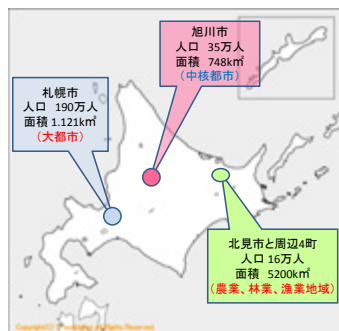 旭川市
人口 35万人
面積 748k㎡
(中核都市)
札幌市
人口 190万人
面積 1.121k㎡
(大都市)
北見市と周辺4町
人口 16万人
面積 5200k㎡
(農業、林業、漁業地域)